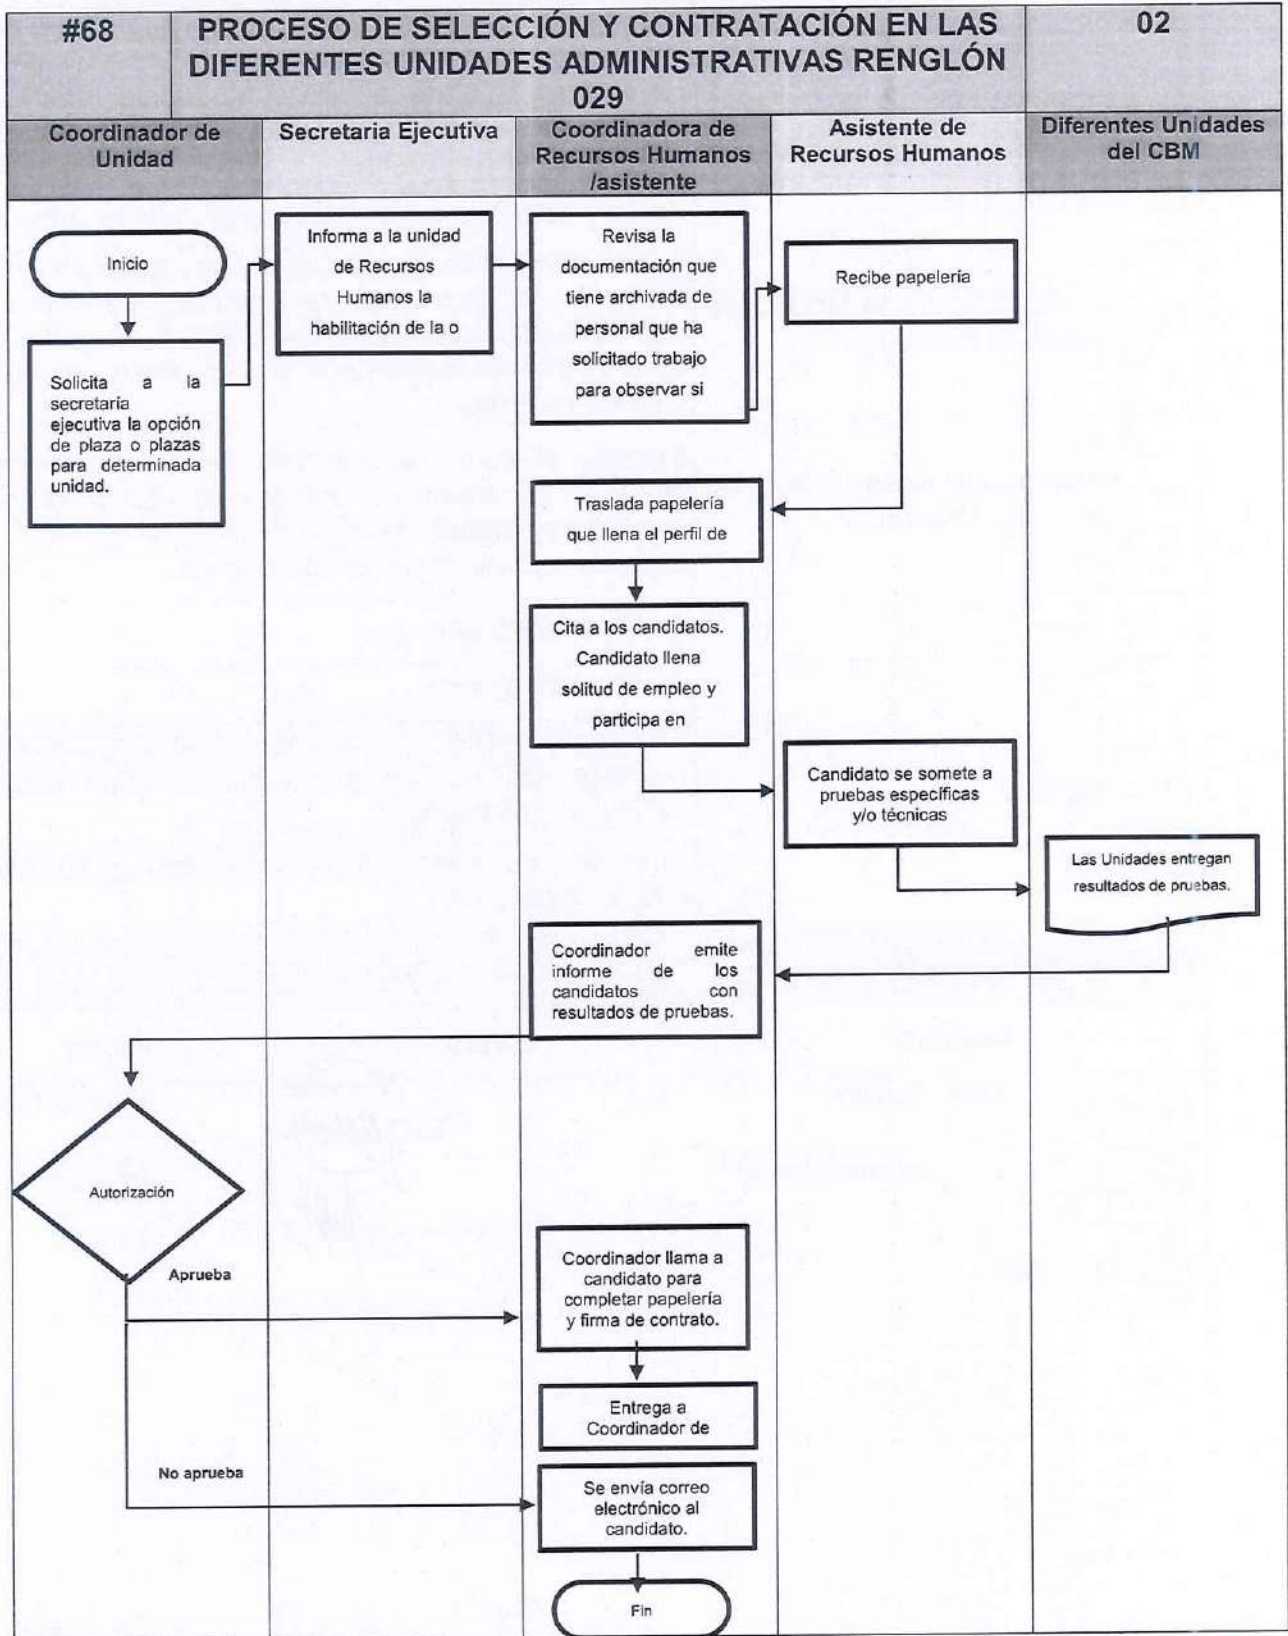 #68
PROCESO DE SELECCIÓN Y CONTRATACIÓN EN LAS
DIFERENTES UNIDADES ADMINISTRATIVAS RENGLÓN
029
02
Coordinador de
Unidad
Secretaria Ejecutiva
Coordinadora de
Recursos Humanos
/asistente
Asistente de
Recursos Humanos
Diferentes Unidades
del CBM
Inicio
Solicita a la
secretaria
ejecutiva la opción
de plaza o plazas
para determinada
unidad.
Informa a la unidad
de Recursos
Humanos la
habilitación de la o
Revisa la
documentación que
tiene archivada de
personal que ha
solicitado trabajo
para observar si
Recibe papelería
Traslada papelería
que llena el perfil de
Cita a los candidatos.
Candidato llena
solitud de empleo y
participa en
Candidato se somete a
pruebas específicas
y/o técnicas
Las Unidades entregan
resultados de pruebas.
Coordinador emite
informe de los
candidatos con
resultados de pruebas.
Autorización
Aprueba
Coordinador llama a
candidato para
completar papelería
y firma de contrato.
Entrega a
Coordinador de
No aprueba
Se envía correo
electrónico al
candidato.
Fin